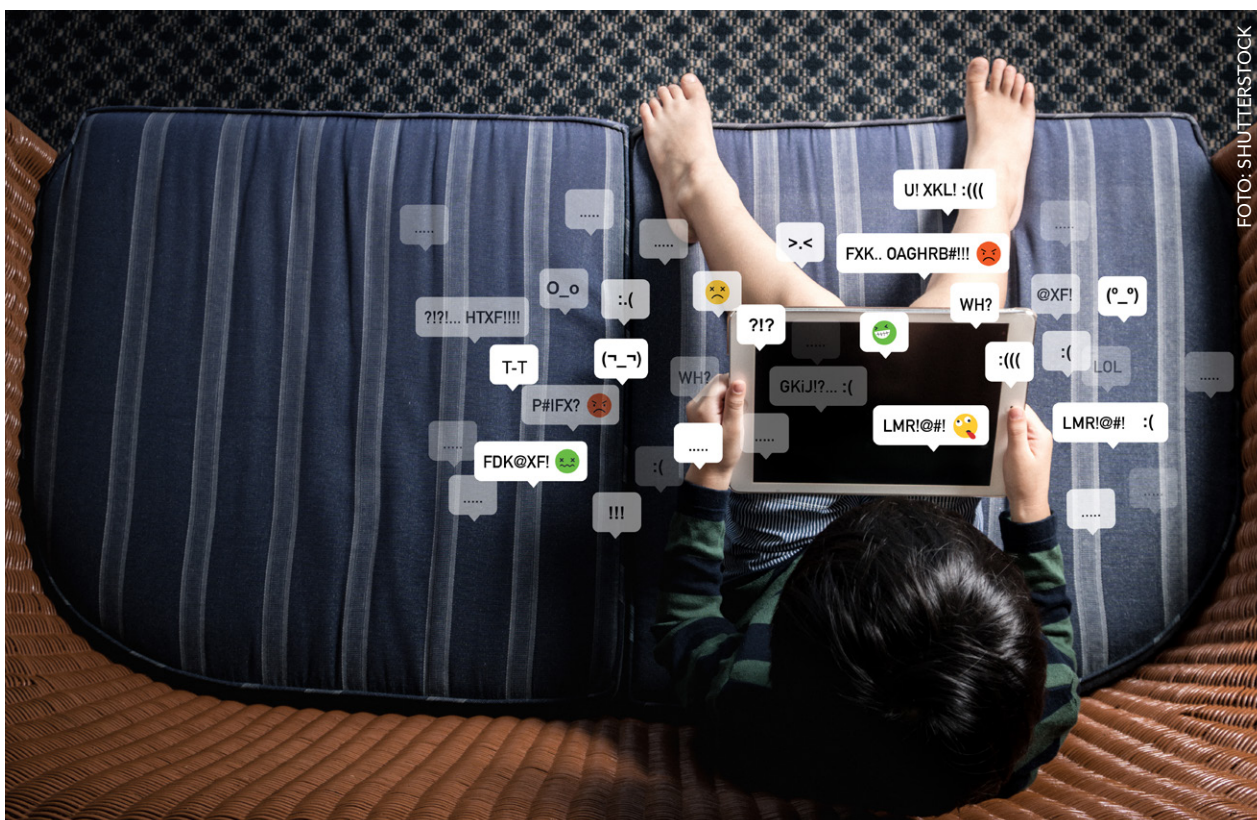 FOTO: SHUTTERSTOCK
U! XKL! :(((
.....
.....
.....
.....
>.<
FXK.. OAGHRB#!!!
O_o
:.(
@XF!
(º_º)
WH?
?!?!... HTXF!!!!
?!?
.....
T-T
(¬_¬)
:(((
:(
LOL
.....
WH?
GKiJ!?... :(
P#IFX?
LMR!@#!
LMR!@#! :(
.....
.....
.....
FDK@XF!
:(
.....
.....
.....
!!!